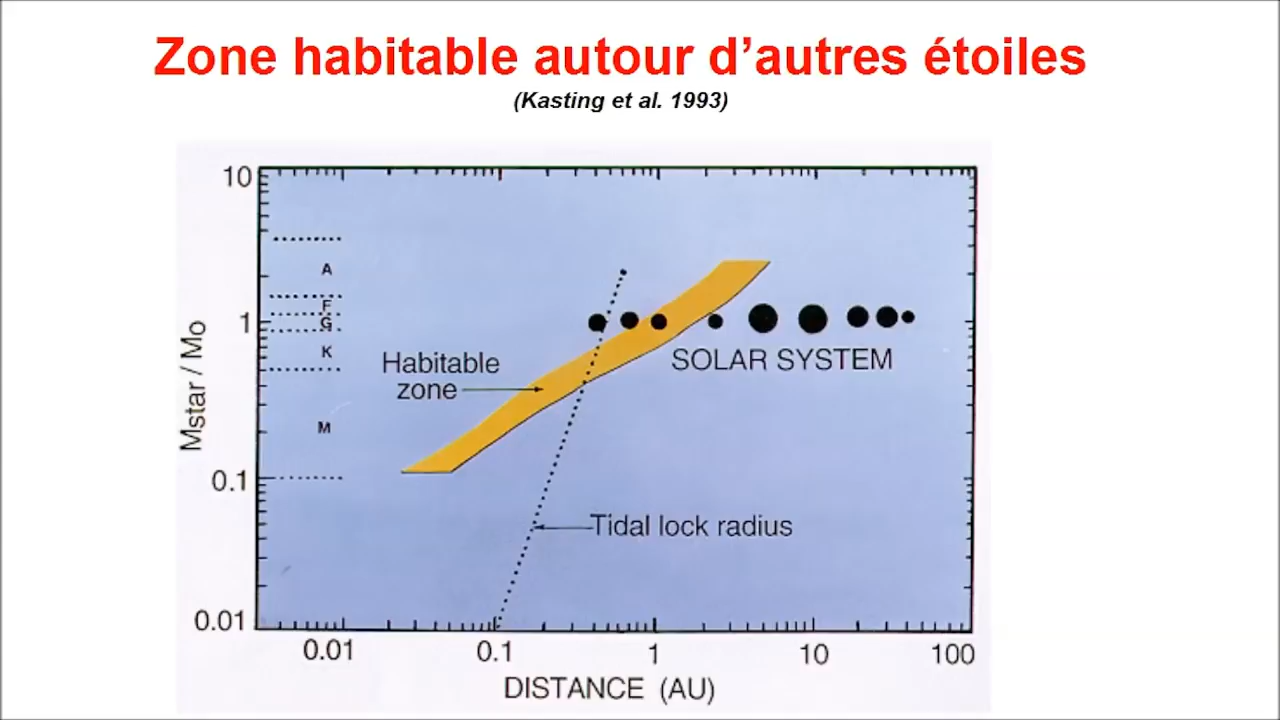 Zone habitable autour d’autres étoiles
(Kasting et al. 1993)
10
A
F
G
1
K
Habitable
zone
SOLAR SYSTEM
M
Mstar / Mo
0.1
Tidal lock radius
0.01
0.01 0.1 1 10 100
DISTANCE (AU)